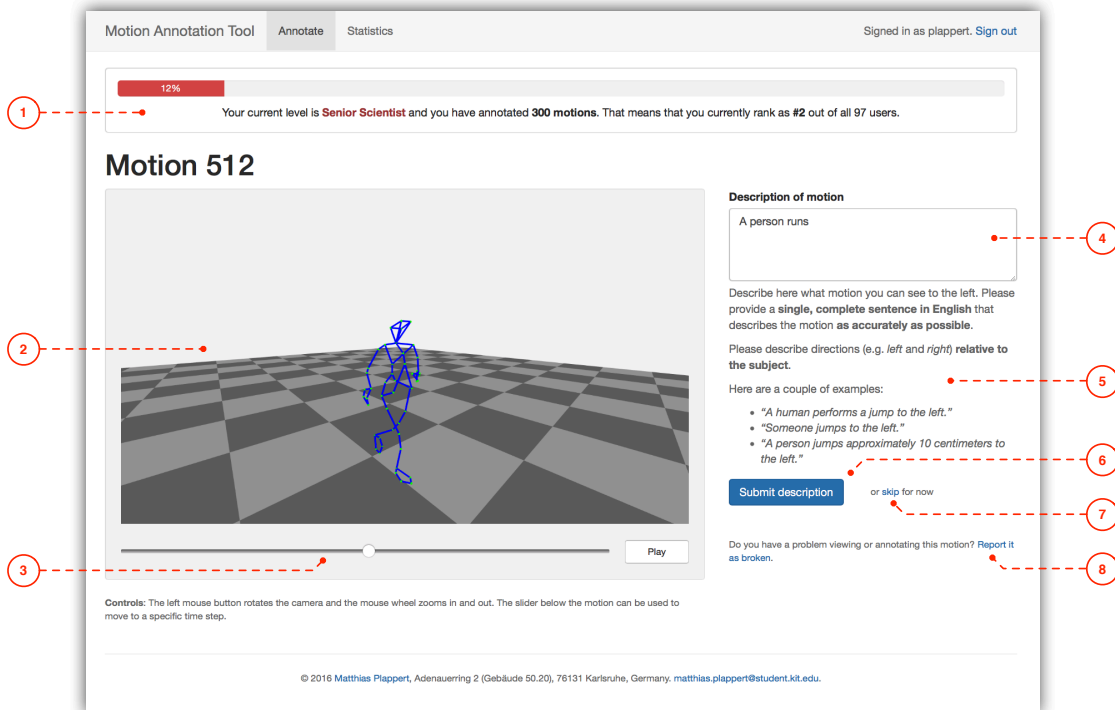 Motion Annotation Tool Annotate Statistics Signed in as plappert. Sign out
12%
1
Your current level is Senior Scientist and you have annotated 300 motions. That means that you currently rank as #2 out of all 97 users.
Motion 512
Description of motion
A person runs
4
Describe here what motion you can see to the left. Please
provide a single, complete sentence in English that
describes the motion as accurately as possible.
2
Please describe directions (e.g. left and right) relative to
the subject.
5
Here are a couple of examples:
• "A human performs a jump to the left."
• "Someone jumps to the left."
• "A person jumps approximately 10 centimeters to
the left."
6
Submit description or skip for now
7
Play
Do you have a problem viewing or annotating this motion? Report it
as broken.
3
8
Controls: The left mouse button rotates the camera and the mouse wheel zooms in and out. The slider below the motion can be used to
move to a specific time step.
© 2016 Matthias Plappert, Adenauerring 2 (Gebäude 50.20), 76131 Karlsruhe, Germany. matthias.plappert@student.kit.edu.